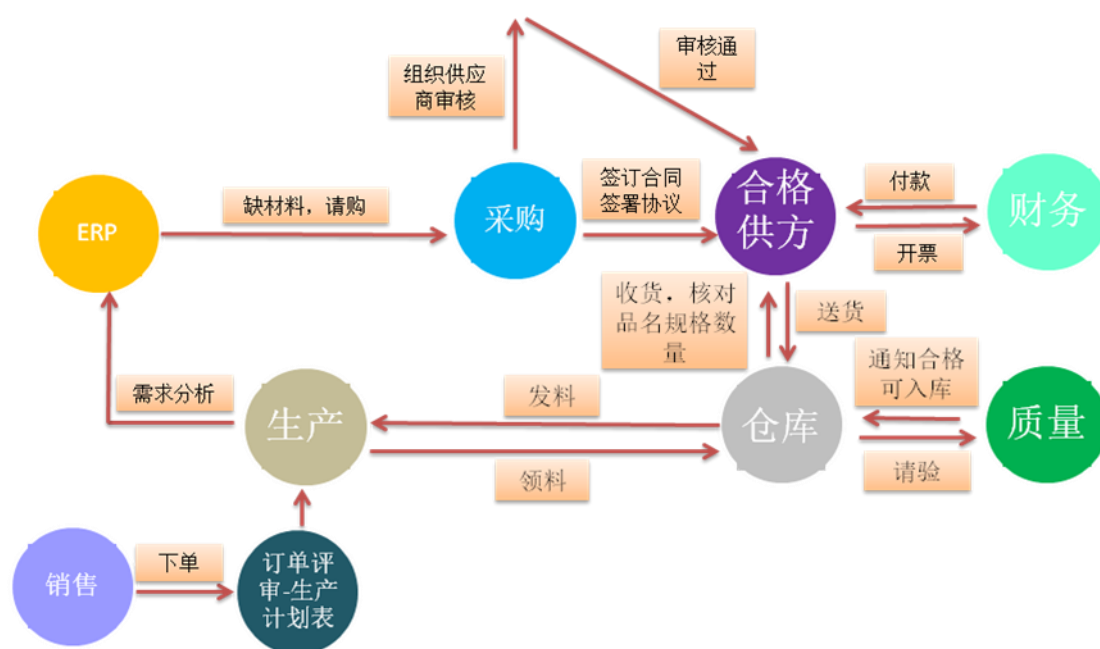 组织供应
商审核
审核通
过
ERP
缺材料，请购
采购
签订合同
签署协议
合格
供方
付款
开票
财务
收货，核对
品名规格数
量
送货
需求分析
生产
发料
领料
仓库
通知合格
可入库
请验
质量
销售
下单
订单评
审-生产
计划表